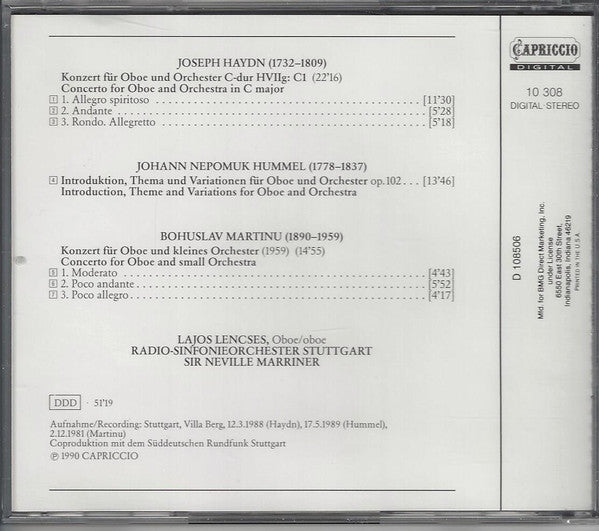 JOSEPH HAYDN (1732–1809)
Konzert für Oboe und Orchester C-dur HVIIg: C1 (22'16)
Concerto for Oboe and Orchestra in C major
1 1. Allegro spiritoso [11'30]
2 2. Andante [5'28]
3 3. Rondo. Allegretto [5'18]
JOHANN NEPOMUK HUMMEL (1778–1837)
4 Introduktion, Thema und Variationen für Oboe und Orchester op.102 . . . [13'46]
Introduction, Theme and Variations for Oboe and Orchestra
BOHUSLAV MARTINU (1890–1959)
Konzert für Oboe und kleines Orchester (1959) (14'55)
Concerto for Oboe and small Orchestra
5 1. Moderato [4'43]
6 2. Poco andante [5'52]
7 3. Poco allegro [4'17]
LAJOS LENCSES, Oboe/oboe
RADIO-SINFONIEORCHESTER STUTTGART
SIR NEVILLE MARRINER
DDD · 51'19
Aufnahme/Recording: Stuttgart, Villa Berg, 12.3.1988 (Haydn), 17.5.1989 (Hummel),
2.12.1981 (Martinu)
Coproduktion mit dem Süddeutschen Rundfunk Stuttgart
℗ 1990 CAPRICCIO
CAPRICCIO
DIGITAL
10 308
DIGITAL·STEREO
D 108506
Mfd. for BMG Direct Marketing, Inc.
under License
6550 East 30th Street,
Indianapolis, Indiana 46219
PRINTED IN THE U.S.A.